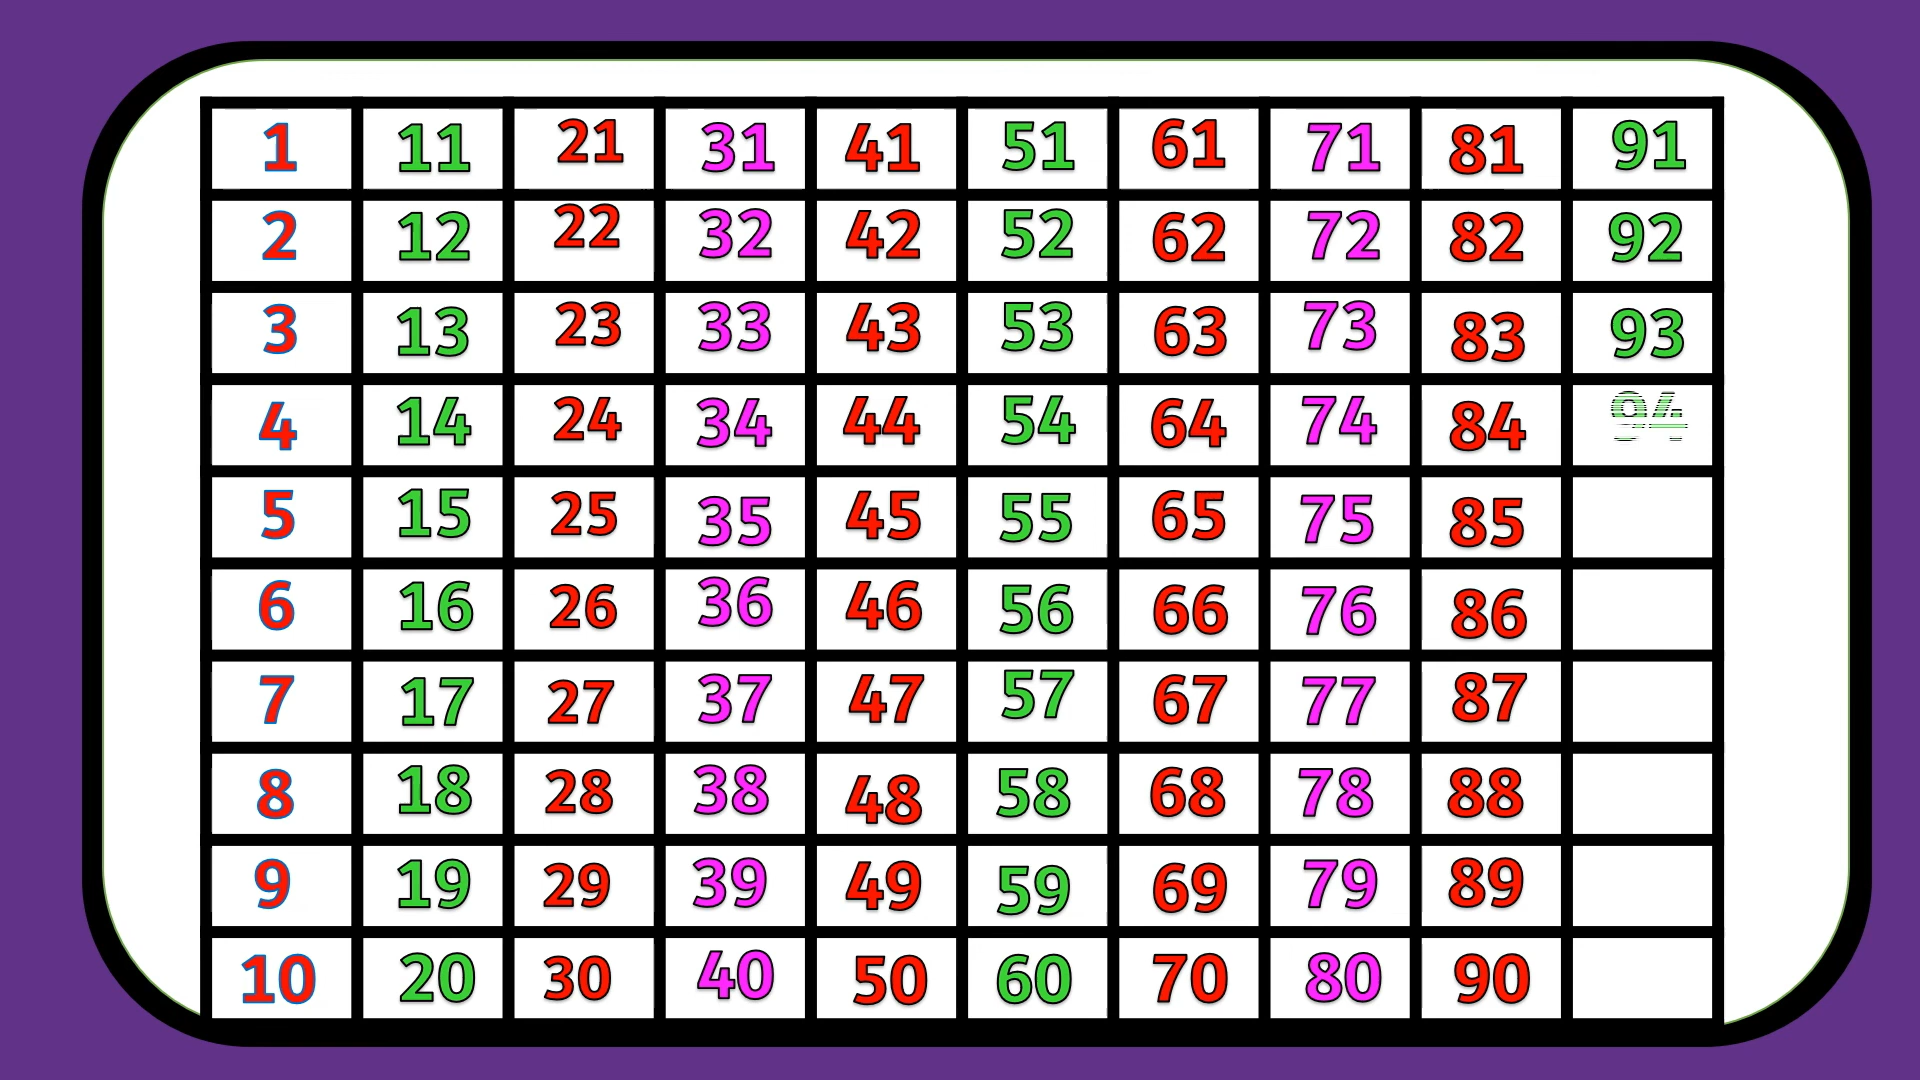 1 11 21 31 41 51 61 71 81 91
2 12 22 32 42 52 62 72 82 92
3 13 23 33 43 53 63 73 83 93
4 14 24 34 44 54 64 74 84 94
5 15 25 35 45 55 65 75 85
6 16 26 36 46 56 66 76 86
7 17 27 37 47 57 67 77 87
8 18 28 38 48 58 68 78 88
9 19 29 39 49 59 69 79 89
10 20 30 40 50 60 70 80 90